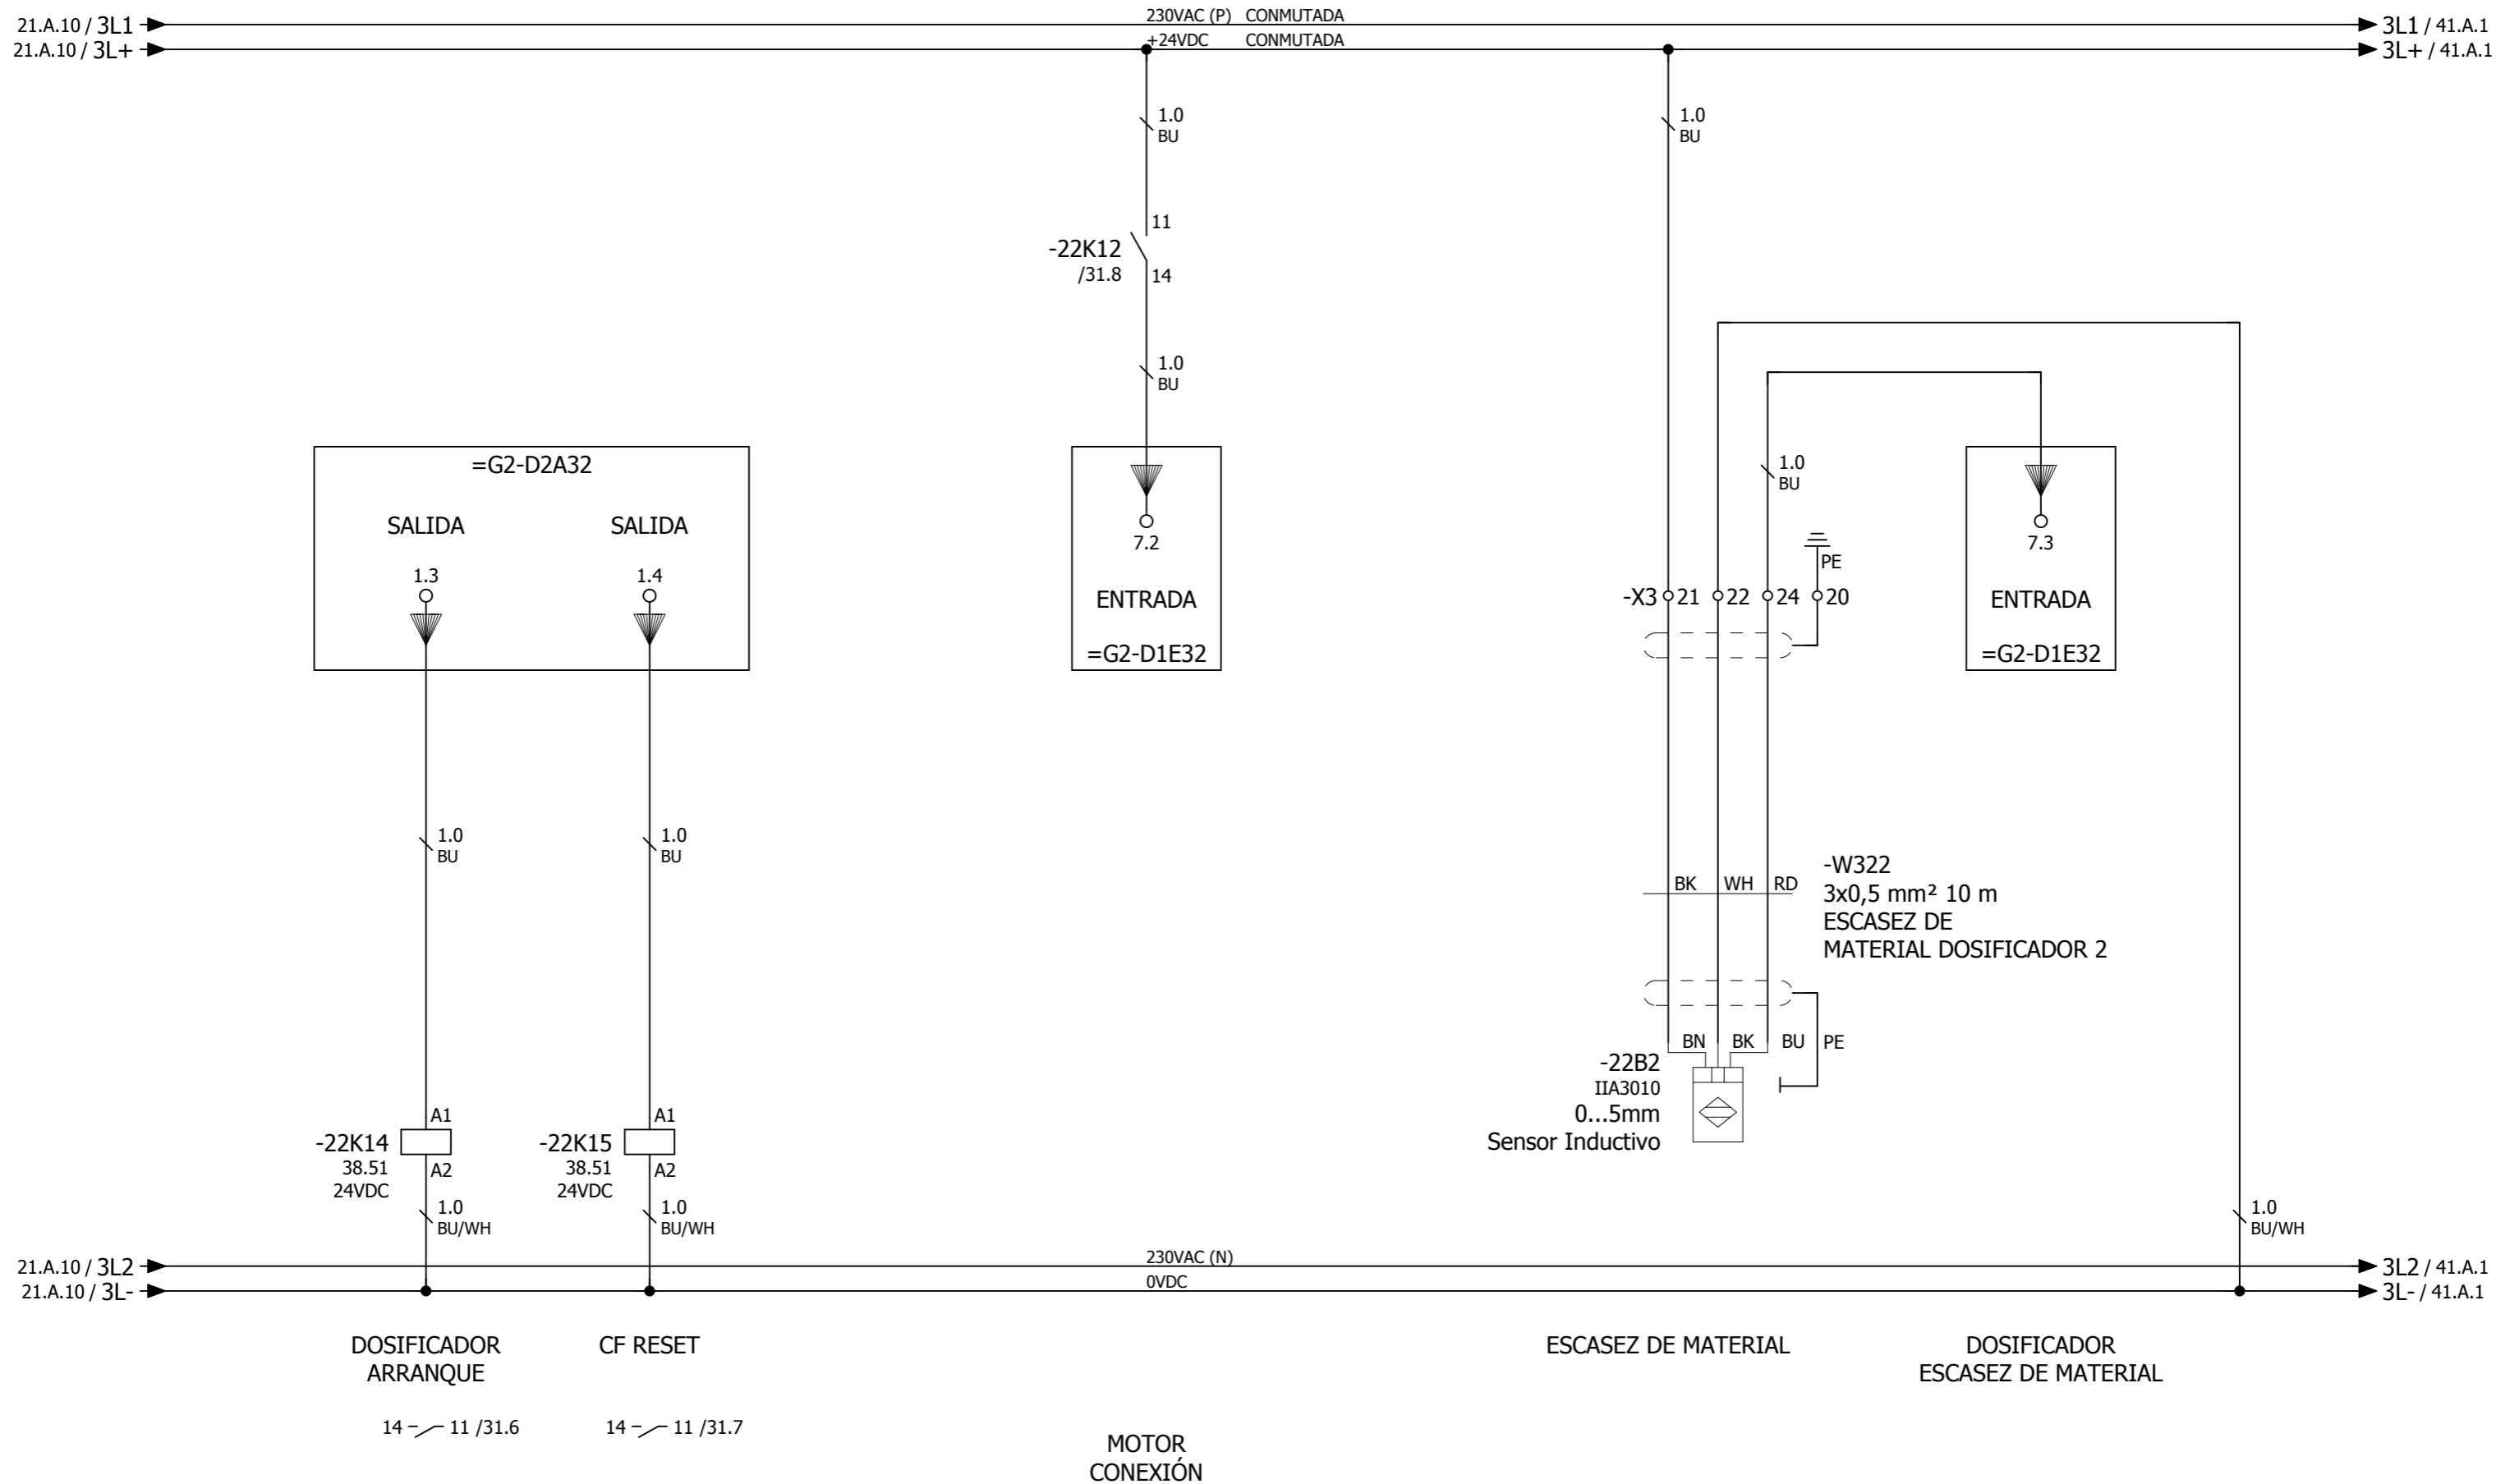 21.A.10 / 3L1
230VAC (P) CONMUTADA
3L1 / 41.A.1
21.A.10 / 3L+
+24VDC CONMUTADA
3L+ / 41.A.1
1.0
BU
1.0
BU
11
-22K12
/31.8
14
1.0
BU
=G2-D2A32
SALIDA
SALIDA
1.3
1.4
7.2
ENTRADA
=G2-D1E32
1.0
BU
PE
-X3 21 22 24 20
7.3
ENTRADA
=G2-D1E32
1.0
BU
1.0
BU
BK WH RD
-W322
3x0,5 mm² 10 m
ESCASEZ DE
MATERIAL DOSIFICADOR 2
BN BK BU PE
-22B2
IIA3010
0...5mm
Sensor Inductivo
A1
-22K14
38.51
24VDC
A2
1.0
BU/WH
A1
-22K15
38.51
24VDC
A2
1.0
BU/WH
1.0
BU/WH
21.A.10 / 3L2
230VAC (N)
3L2 / 41.A.1
21.A.10 / 3L-
0VDC
3L- / 41.A.1
DOSIFICADOR
ARRANQUE
CF RESET
ESCASEZ DE MATERIAL
DOSIFICADOR
ESCASEZ DE MATERIAL
14 11 /31.6
14 11 /31.7
MOTOR
CONEXIÓN